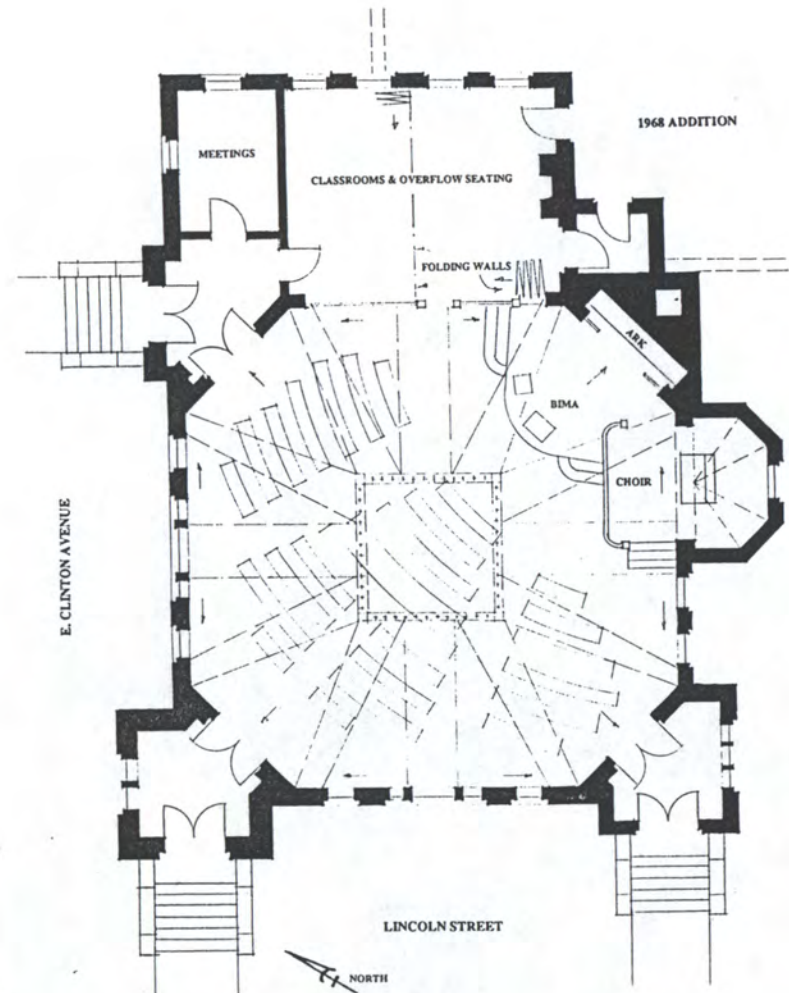 1968 ADDITION
MEETINGS
CLASSROOMS & OVERFLOW SEATING
FOLDING WALLS
ARK
BIMA
CHOIR
E. CLINTON AVENUE
LINCOLN STREET
NORTH